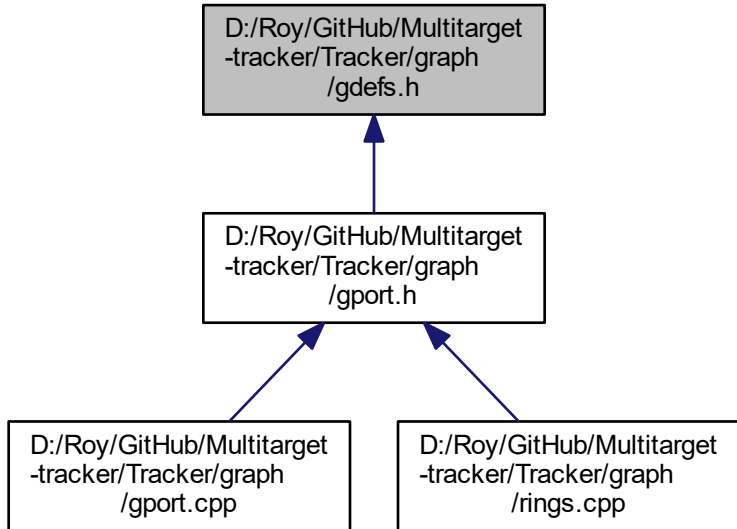 D:/Roy/GitHub/Multitarget
-tracker/Tracker/graph
/gdefs.h
D:/Roy/GitHub/Multitarget
-tracker/Tracker/graph
/gport.h
D:/Roy/GitHub/Multitarget
-tracker/Tracker/graph
/gport.cpp
D:/Roy/GitHub/Multitarget
-tracker/Tracker/graph
/rings.cpp